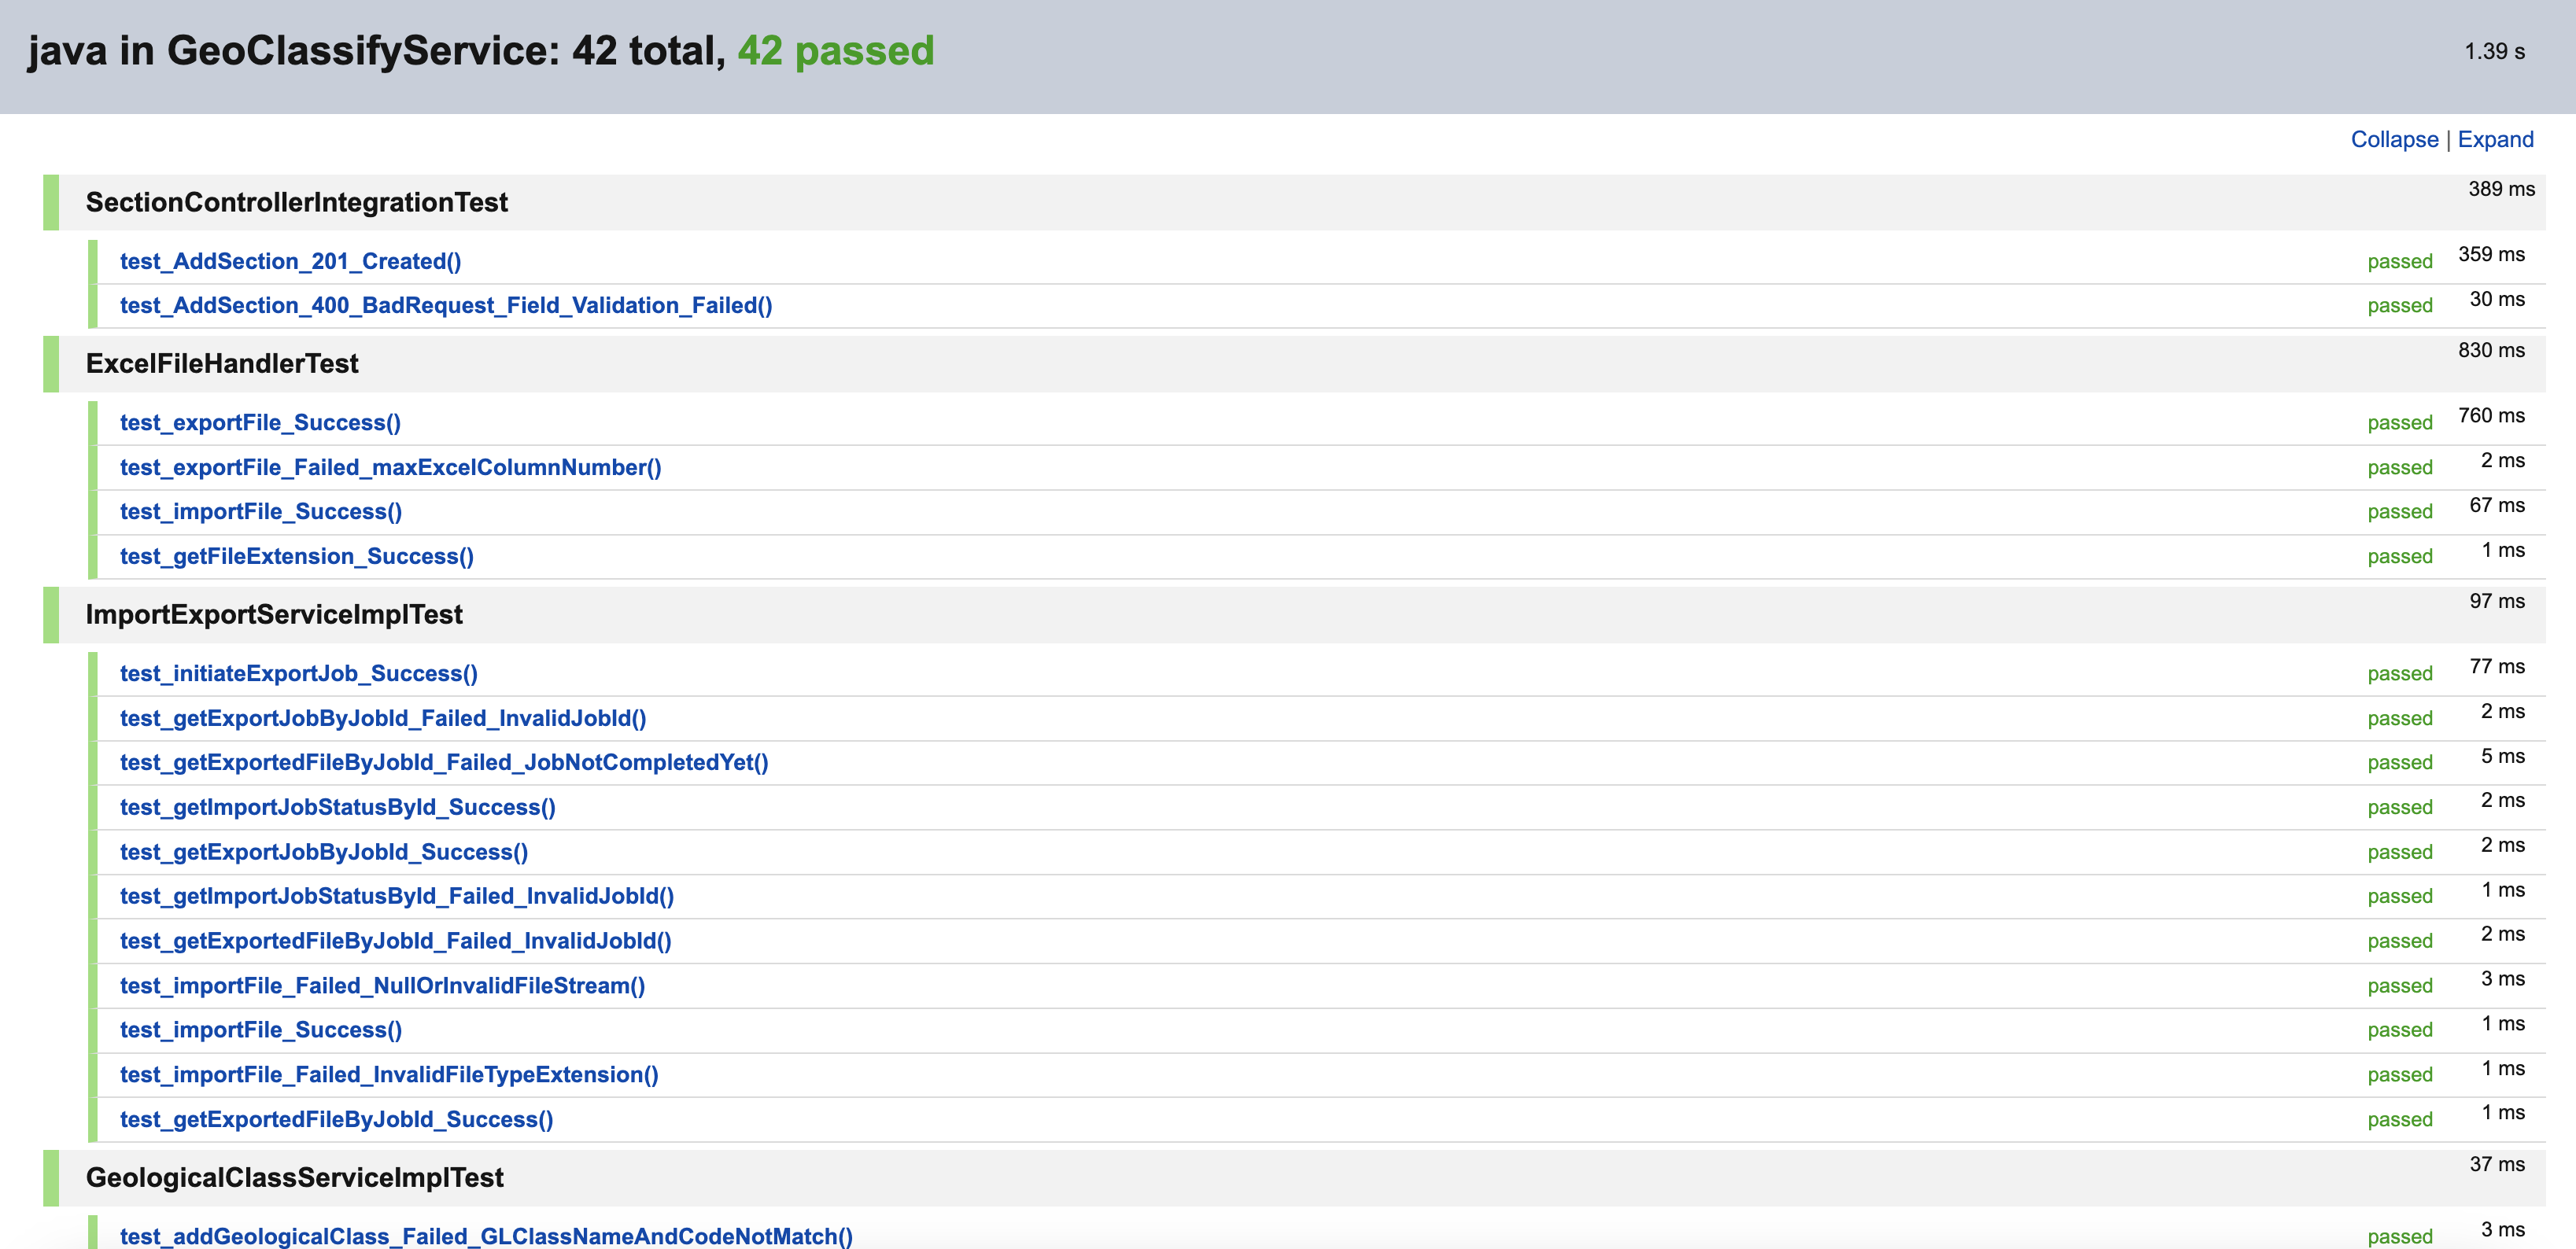 java in GeoClassifyService: 42 total, 42 passed 1.39 s
Collapse | Expand
SectionControllerIntegrationTest 389 ms
test_AddSection_201_Created() passed 359 ms
test_AddSection_400_BadRequest_Field_Validation_Failed() passed 30 ms
ExcelFileHandlerTest 830 ms
test_exportFile_Success() passed 760 ms
test_exportFile_Failed_maxExcelColumnNumber() passed 2 ms
test_importFile_Success() passed 67 ms
test_getFileExtension_Success() passed 1 ms
ImportExportServiceImplTest 97 ms
test_initiateExportJob_Success() passed 77 ms
test_getExportJobByJobId_Failed_InvalidJobId() passed 2 ms
test_getExportedFileByJobId_Failed_JobNotCompletedYet() passed 5 ms
test_getImportJobStatusById_Success() passed 2 ms
test_getExportJobByJobId_Success() passed 2 ms
test_getImportJobStatusById_Failed_InvalidJobId() passed 1 ms
test_getExportedFileByJobId_Failed_InvalidJobId() passed 2 ms
test_importFile_Failed_NullOrInvalidFileStream() passed 3 ms
test_importFile_Success() passed 1 ms
test_importFile_Failed_InvalidFileTypeExtension() passed 1 ms
test_getExportedFileByJobId_Success() passed 1 ms
GeologicalClassServiceImplTest 37 ms
test_addGeologicalClass_Failed_GLClassNameAndCodeNotMatch() passed 3 ms